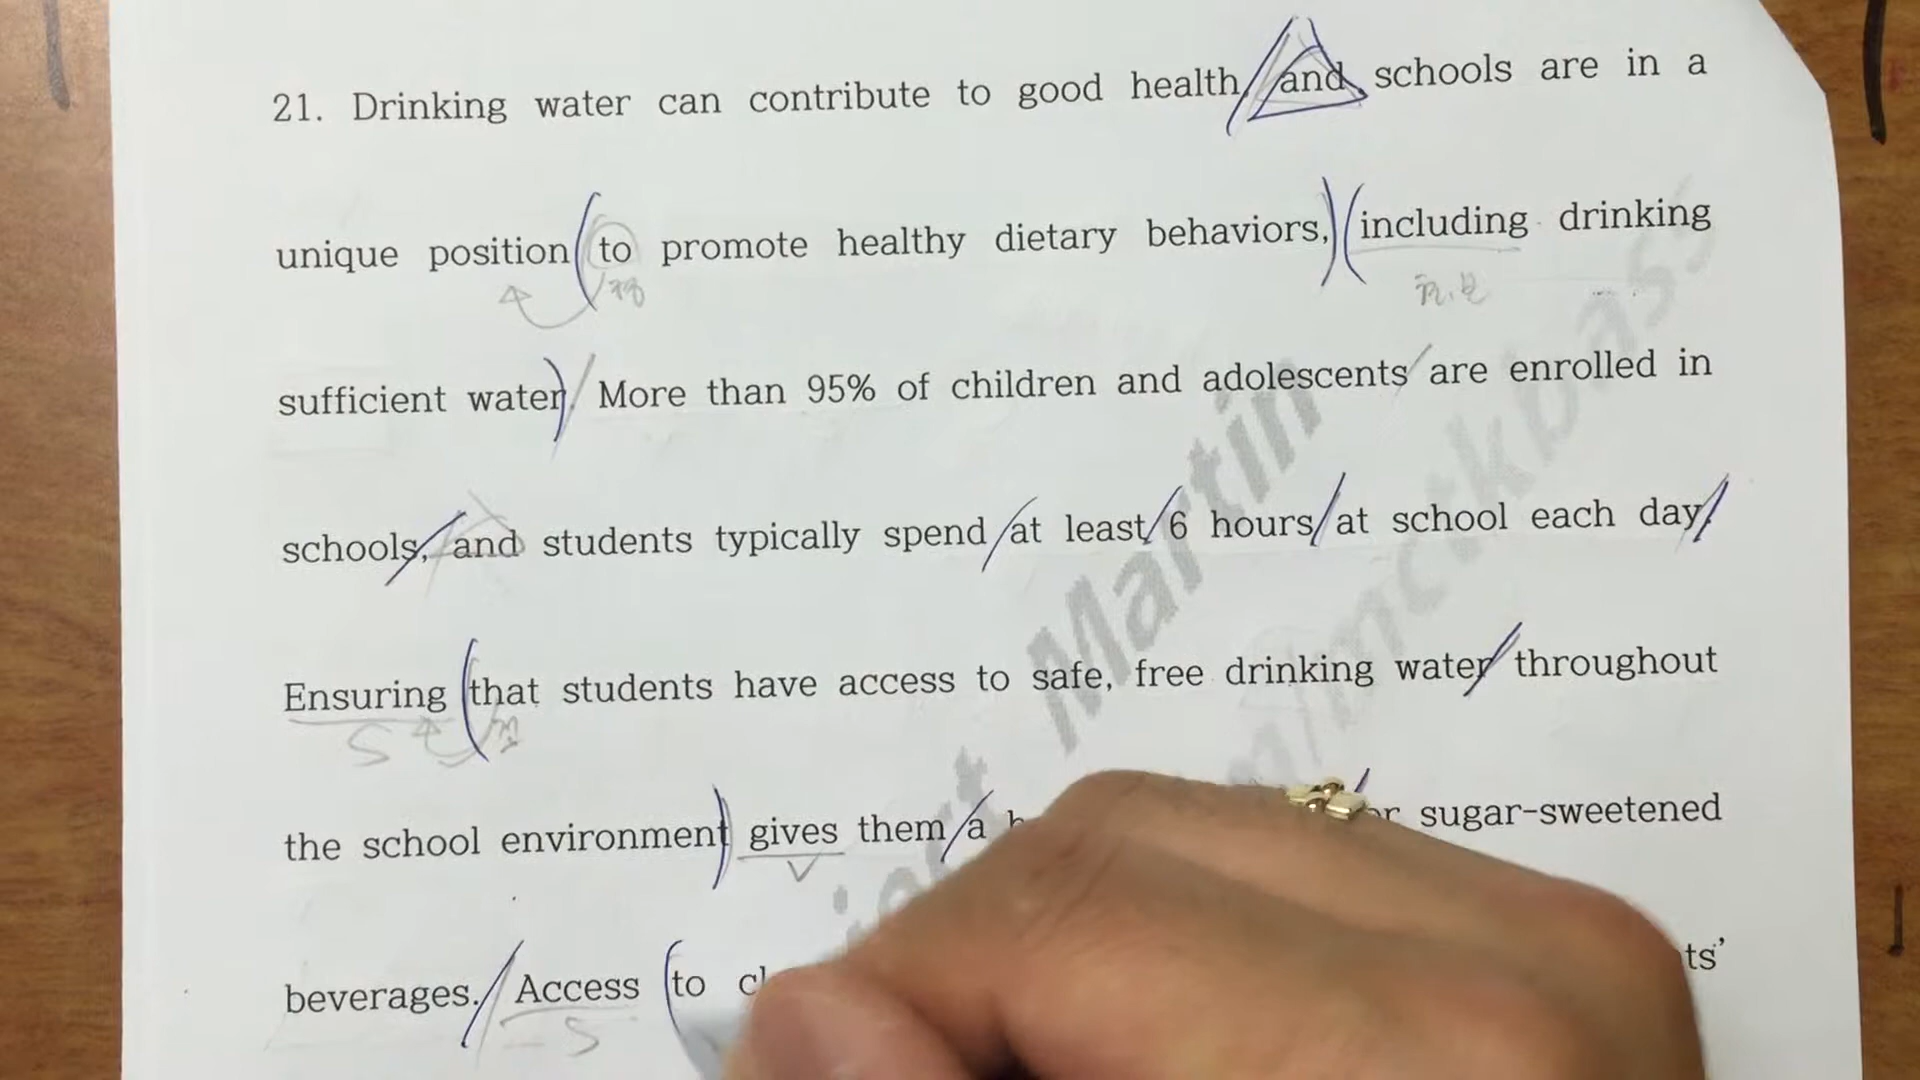 21. Drinking water can contribute to good health, and schools are in a
unique position to promote healthy dietary behaviors, including drinking
sufficient water. More than 95% of children and adolescents are enrolled in
schools, and students typically spend at least 6 hours at school each day.
Ensuring that students have access to safe, free drinking water throughout
S
the school environment gives them a
sugar-sweetened
V
beverages. Access to
S
Martin